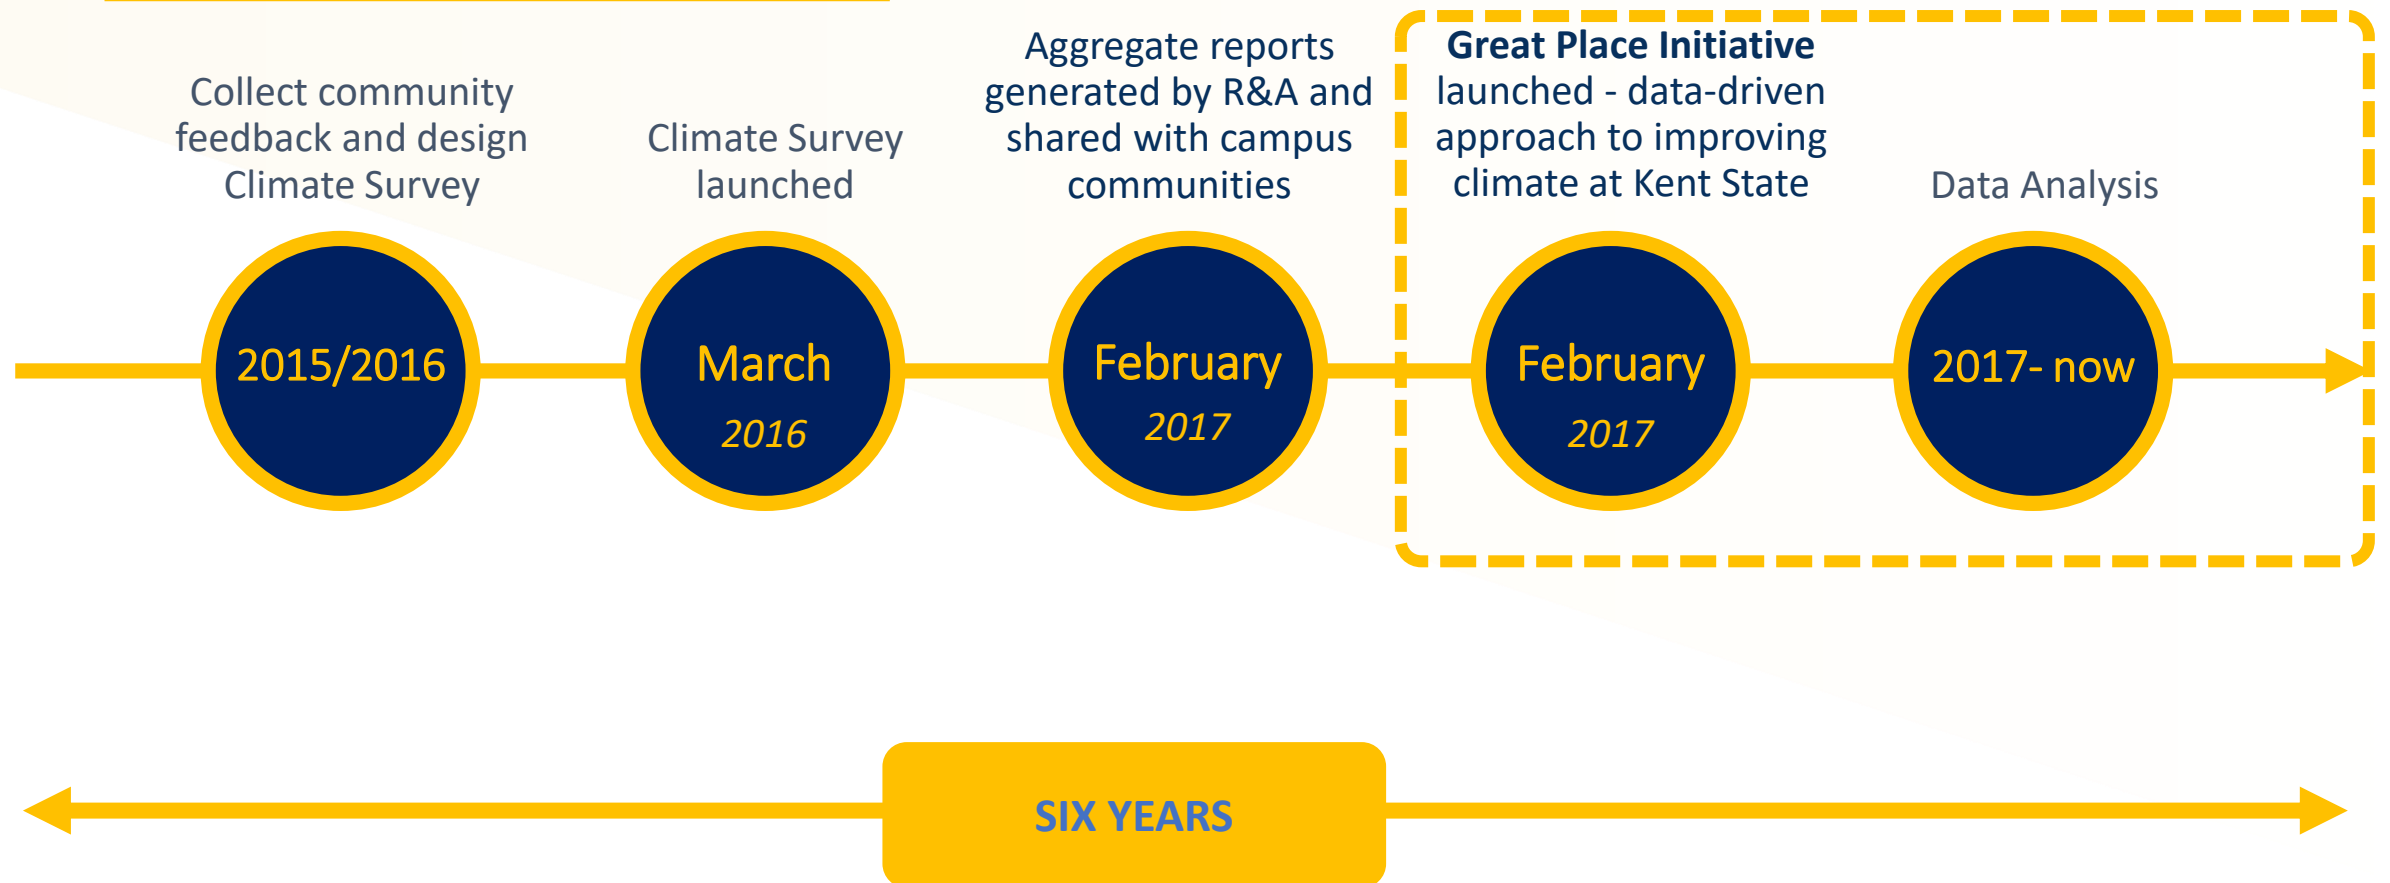 Collect community
feedback and design
Climate Survey
2015/2016
Climate Survey
launched
March
2016
Aggregate reports
generated by R&A and
shared with campus
communities
February
2017
Great Place Initiative
launched - data-driven
approach to improving
climate at Kent State
February
2017
Data Analysis
2017- now
SIX YEARS